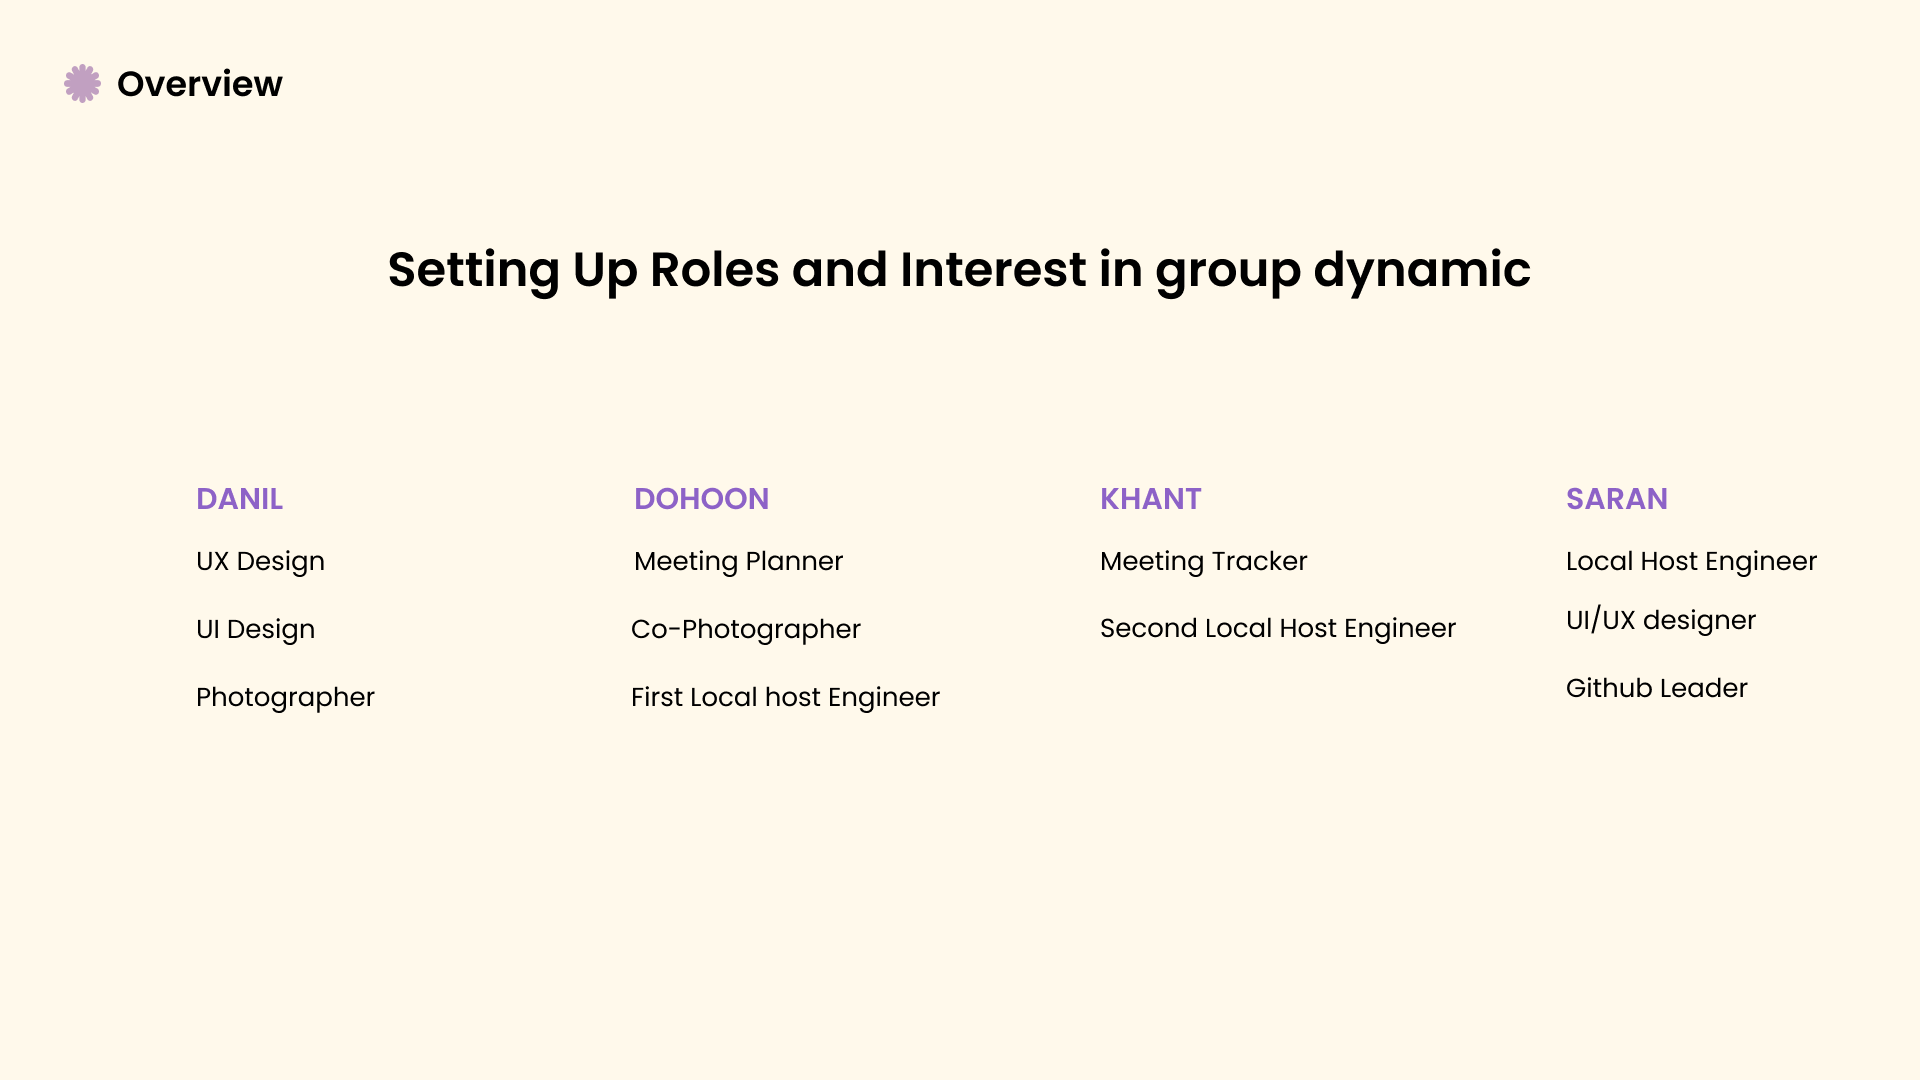 Overview
Setting Up Roles and Interest in group dynamic
DANIL
UX Design
UI Design
Photographer
DOHOON
Meeting Planner
Co-Photographer
First Local host Engineer
KHANT
Meeting Tracker
Second Local Host Engineer
SARAN
Local Host Engineer
UI/UX designer
Github Leader